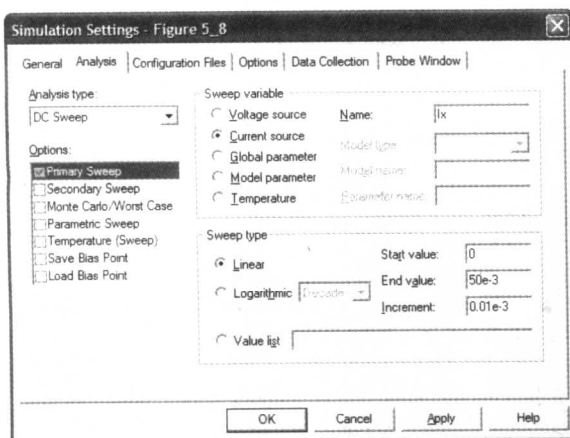 Simulation Settings - Figure 5_8
General Analysis Configuration Files Options Data Collection Probe Window
Analysis type:
DC Sweep
Options:
Primary Sweep
Secondary Sweep
Monte Carlo/Worst Case
Parametric Sweep
Temperature (Sweep)
Save Bias Point
Load Bias Point
Sweep variable
Voltage source
Current source
Global parameter
Model parameter
Temperature
Name: Ix
Model type:
Model name:
Parameter name:
Sweep type
Linear
Logarithmic Decade
Value list
Start value: 0
End value: 50e-3
Increment: 0.01e-3
OK Cancel Apply Help